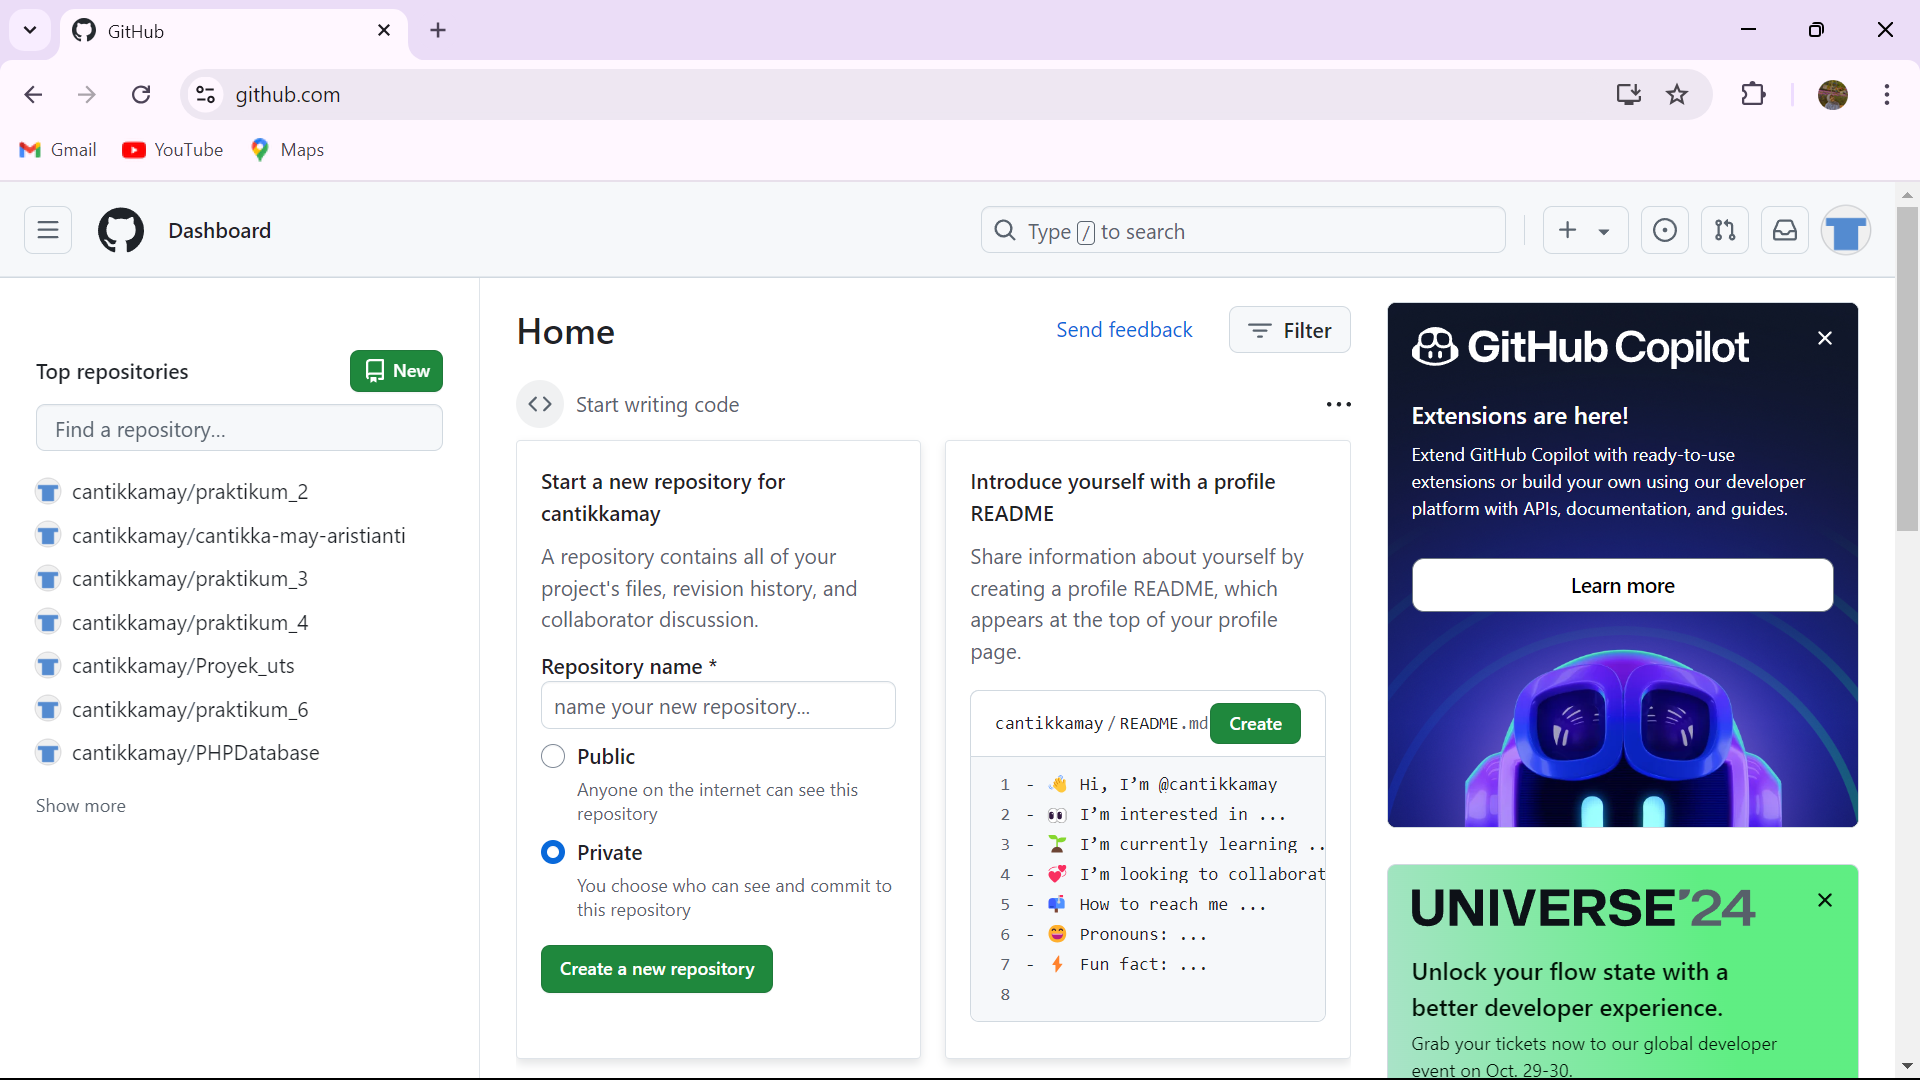 GitHub
github.com
Gmail
YouTube
Maps
Dashboard
Type / to search
Top repositories
New
Find a repository...
cantikkamay/praktikum_2
cantikkamay/cantikka-may-aristianti
cantikkamay/praktikum_3
cantikkamay/praktikum_4
cantikkamay/Proyek_uts
cantikkamay/praktikum_6
cantikkamay/PHPDatabase
Show more
Home
Send feedback
Filter
Start writing code
Start a new repository for
cantikkamay
A repository contains all of your
project's files, revision history, and
collaborator discussion.
Repository name *
name your new repository...
Public
Anyone on the internet can see this
repository
Private
You choose who can see and commit to
this repository
Create a new repository
Introduce yourself with a profile
README
Share information about yourself by
creating a profile README, which
appears at the top of your profile
page.
cantikkamay / README.md
Create
1 - 👋 Hi, I’m @cantikkamay
2 - 👀 I’m interested in ...
3 - 🌱 I’m currently learning ..
4 - 💞️ I’m looking to collaborat
5 - 📫 How to reach me ...
6 - 😄 Pronouns: ...
7 - ⚡ Fun fact: ...
8
GitHub Copilot
Extensions are here!
Extend GitHub Copilot with ready-to-use
extensions or build your own using our developer
platform with APIs, documentation, and guides.
Learn more
UNIVERSE'24
Unlock your flow state with a
better developer experience.
Grab your tickets now to our global developer
event on Oct. 29-30.